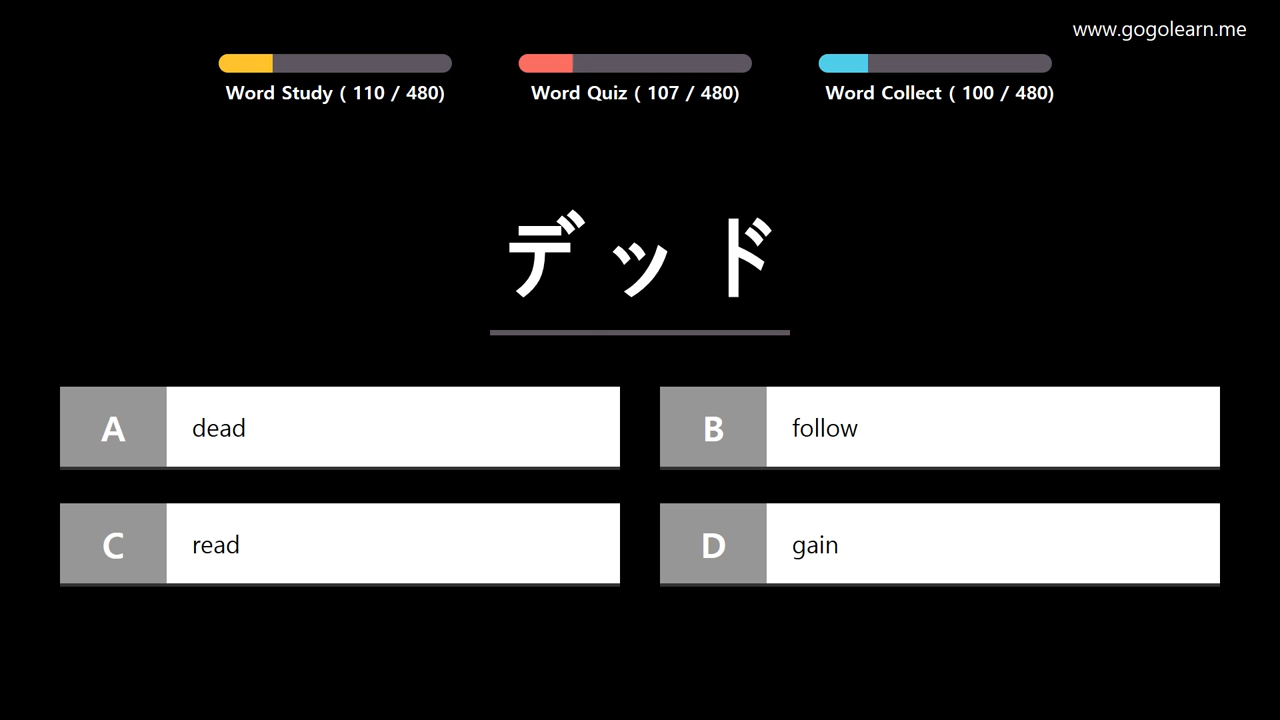 www.gogolearn.me
Word Study ( 110 / 480)
Word Quiz ( 107 / 480)
Word Collect ( 100 / 480)
デッド
A dead
B follow
C read
D gain